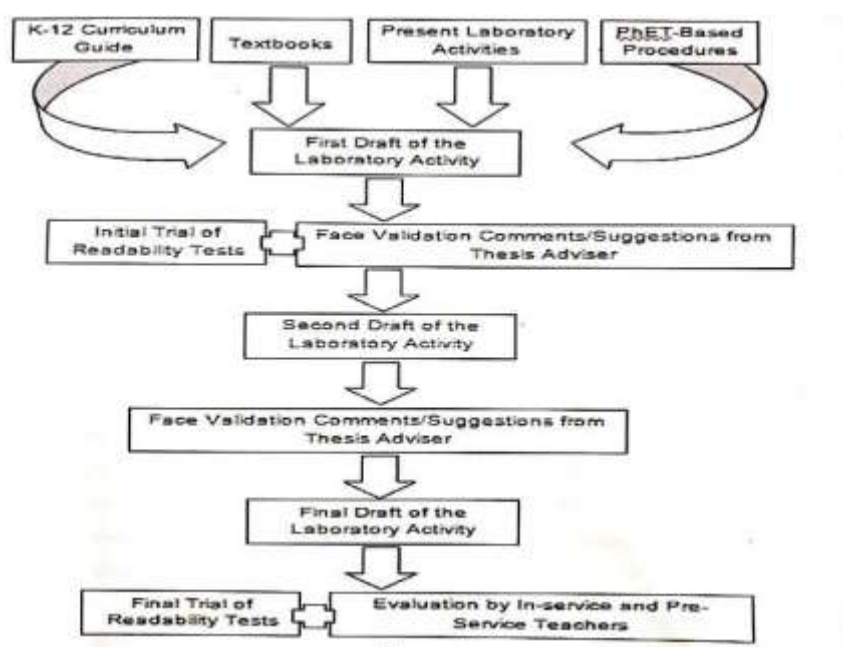 K-12 Curriculum
Guide
Textbooks
Present Laboratory
Activities
PhET-Based
Procedures
First Draft of the
Laboratory Activity
Initial Trial of
Readability Tests
Face Validation Comments/Suggestions from
Thesis Adviser
Second Draft of the
Laboratory Activity
Face Validation Comments/Suggestions from
Thesis Adviser
Final Draft of the
Laboratory Activity
Final Trial of
Readability Tests
Evaluation by In-service and Pre-
Service Teachers